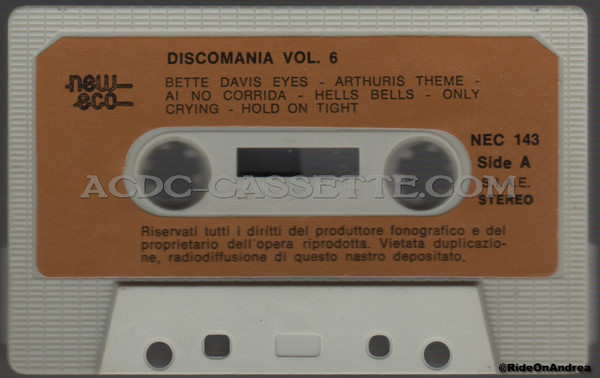 DISCOMANIA VOL. 6
new
eco
BETTE DAVIS EYES - ARTHURIS THEME -
AI NO CORRIDA - HELLS BELLS - ONLY
CRYING - HOLD ON TIGHT
NEC 143
Side A
ACDC-CASSETTE.COM
S.I.A.E.
STEREO
Riservati tutti i diritti del produttore fonografico e del
proprietario dell'opera riprodotta. Vietata duplicazio-
ne, radiodiffusione di questo nastro depositato.
@RideOnAndrea